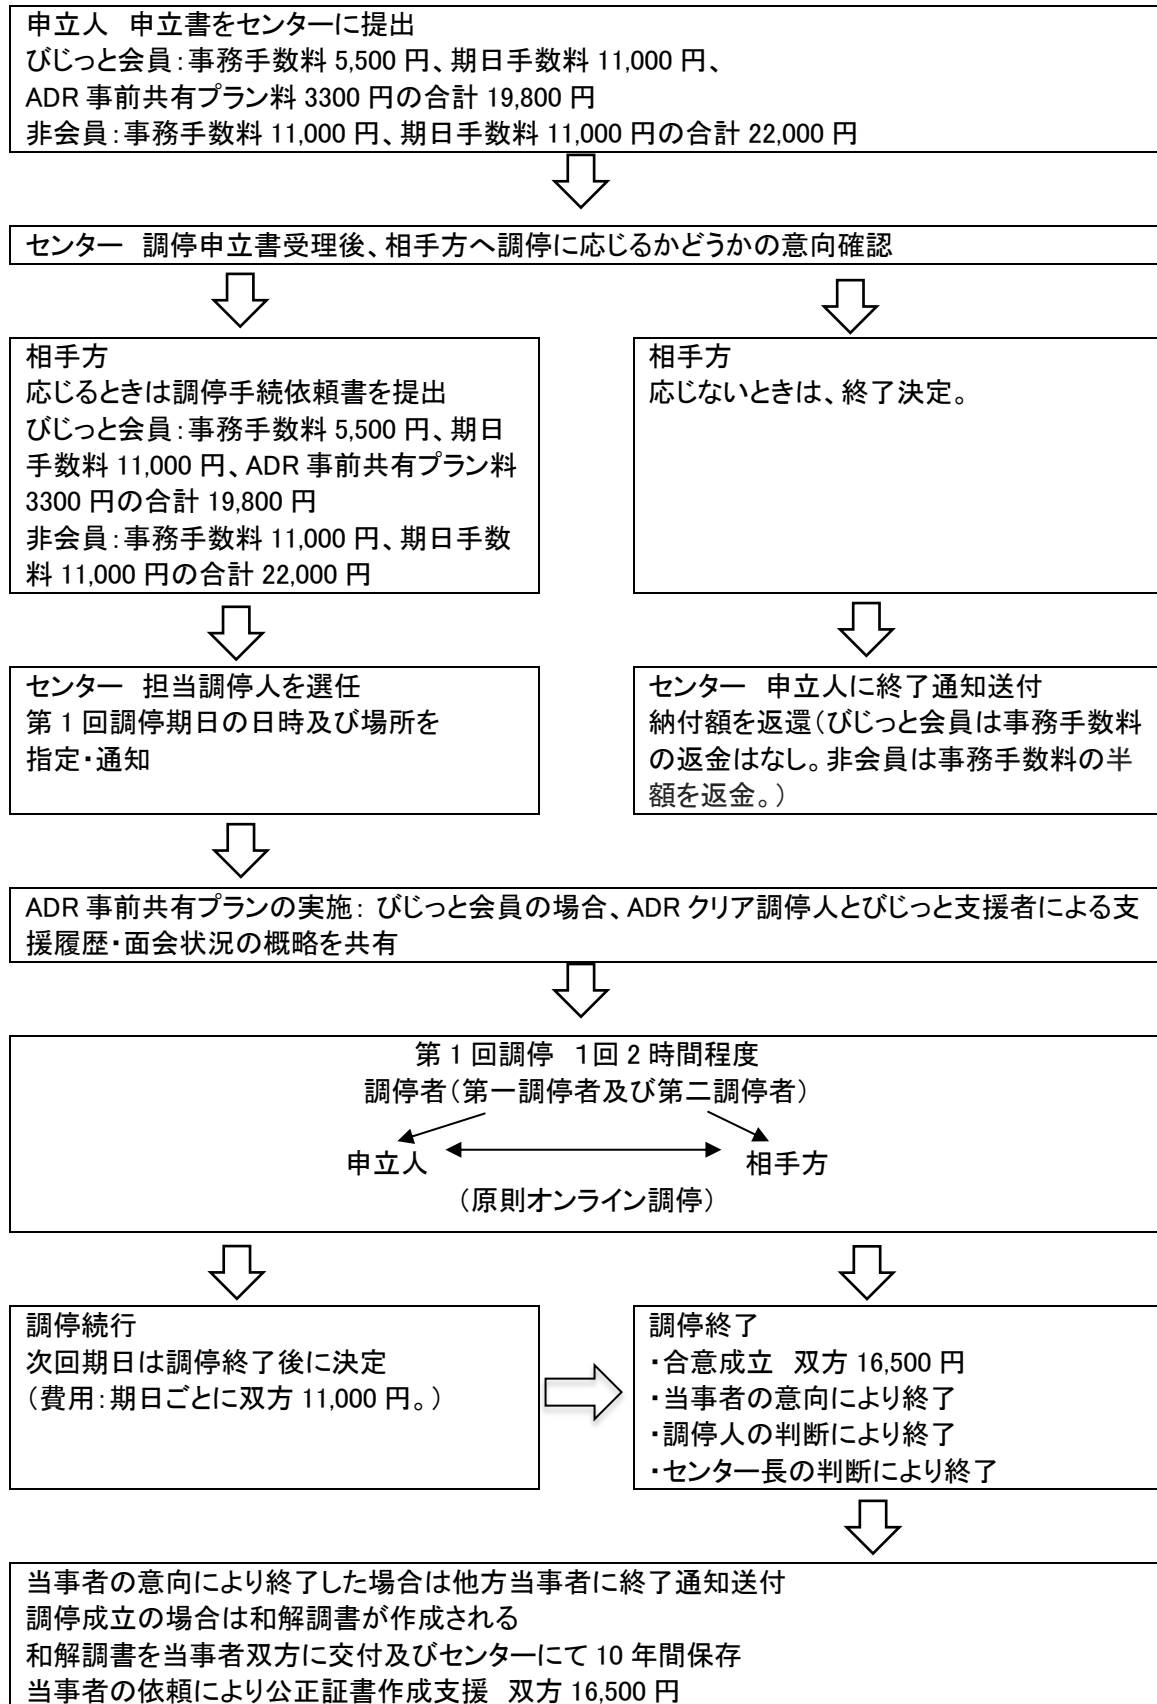 申立人　申立書をセンターに提出
びじっと会員：事務手数料 5,500 円、期日手数料 11,000 円、
ADR 事前共有プラン料 3300 円の合計 19,800 円
非会員：事務手数料 11,000 円、期日手数料 11,000 円の合計 22,000 円
センター　調停申立書受理後、相手方へ調停に応じるかどうかの意向確認
相手方
応じるときは調停手続依頼書を提出
びじっと会員：事務手数料 5,500 円、期日
手数料 11,000 円、ADR 事前共有プラン料
3300 円の合計 19,800 円
非会員：事務手数料 11,000 円、期日手数
料 11,000 円の合計 22,000 円
相手方
応じないときは、終了決定。
センター　担当調停人を選任
第 1 回調停期日の日時及び場所を
指定・通知
センター　申立人に終了通知送付
納付額を返還（びじっと会員は事務手数料
の返金はなし。非会員は事務手数料の半
額を返金。）
ADR 事前共有プランの実施： びじっと会員の場合、ADR クリア調停人とびじっと支援者による支
援履歴・面会状況の概略を共有
第 1 回調停　１回 2 時間程度
調停者（第一調停者及び第二調停者）
申立人　相手方
（原則オンライン調停）
調停続行
次回期日は調停終了後に決定
（費用：期日ごとに双方 11,000 円。）
調停終了
・合意成立　双方 16,500 円
・当事者の意向により終了
・調停人の判断により終了
・センター長の判断により終了
当事者の意向により終了した場合は他方当事者に終了通知送付
調停成立の場合は和解調書が作成される
和解調書を当事者双方に交付及びセンターにて 10 年間保存
当事者の依頼により公正証書作成支援　双方 16,500 円